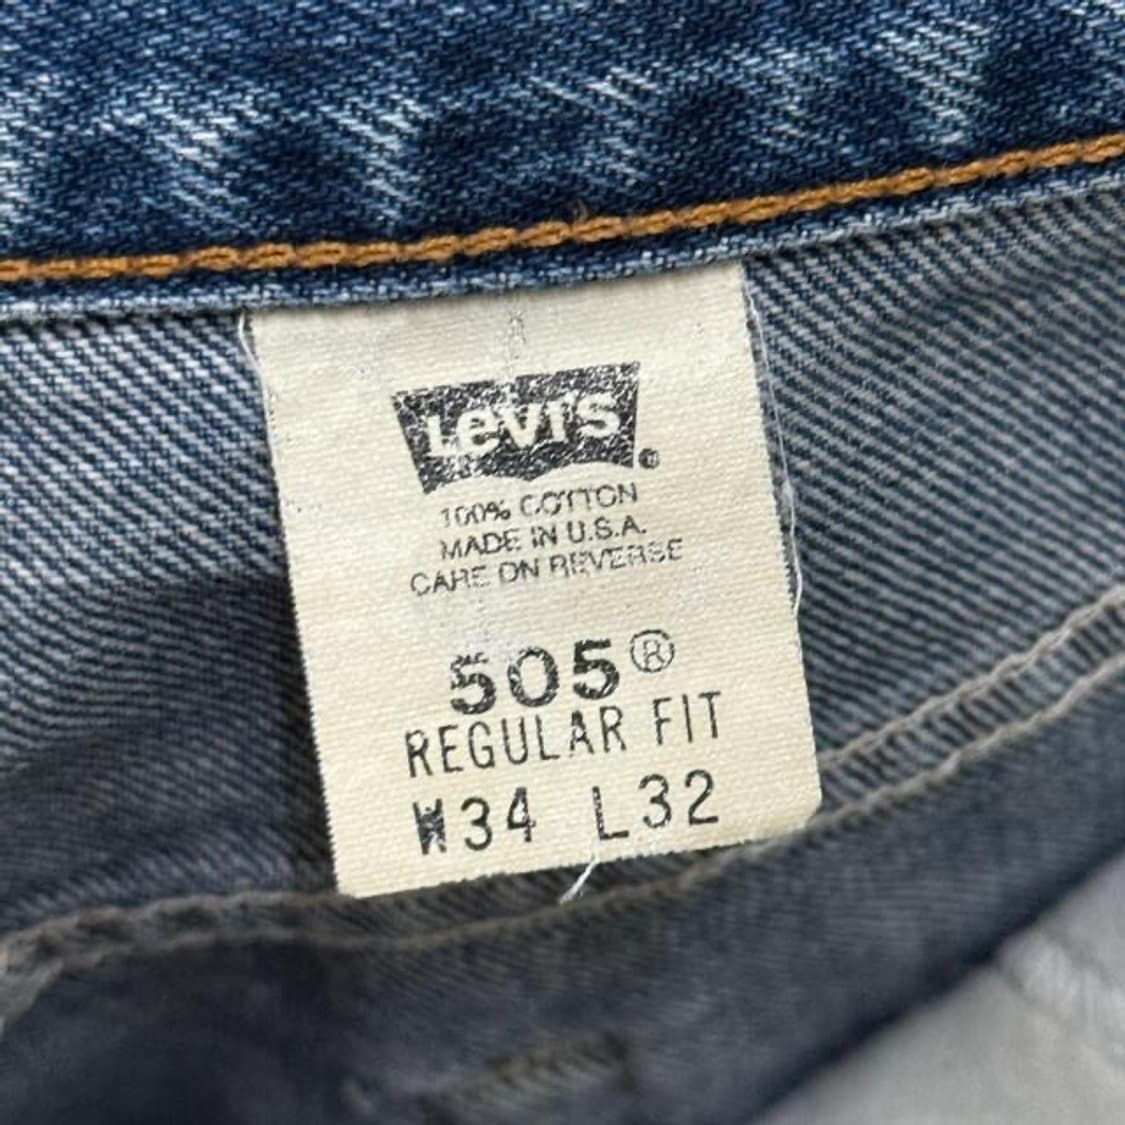 Levi's ®
100% COTTON
MADE IN U.S.A.
CARE ON REVERSE
505®
REGULAR FIT
W34 L32